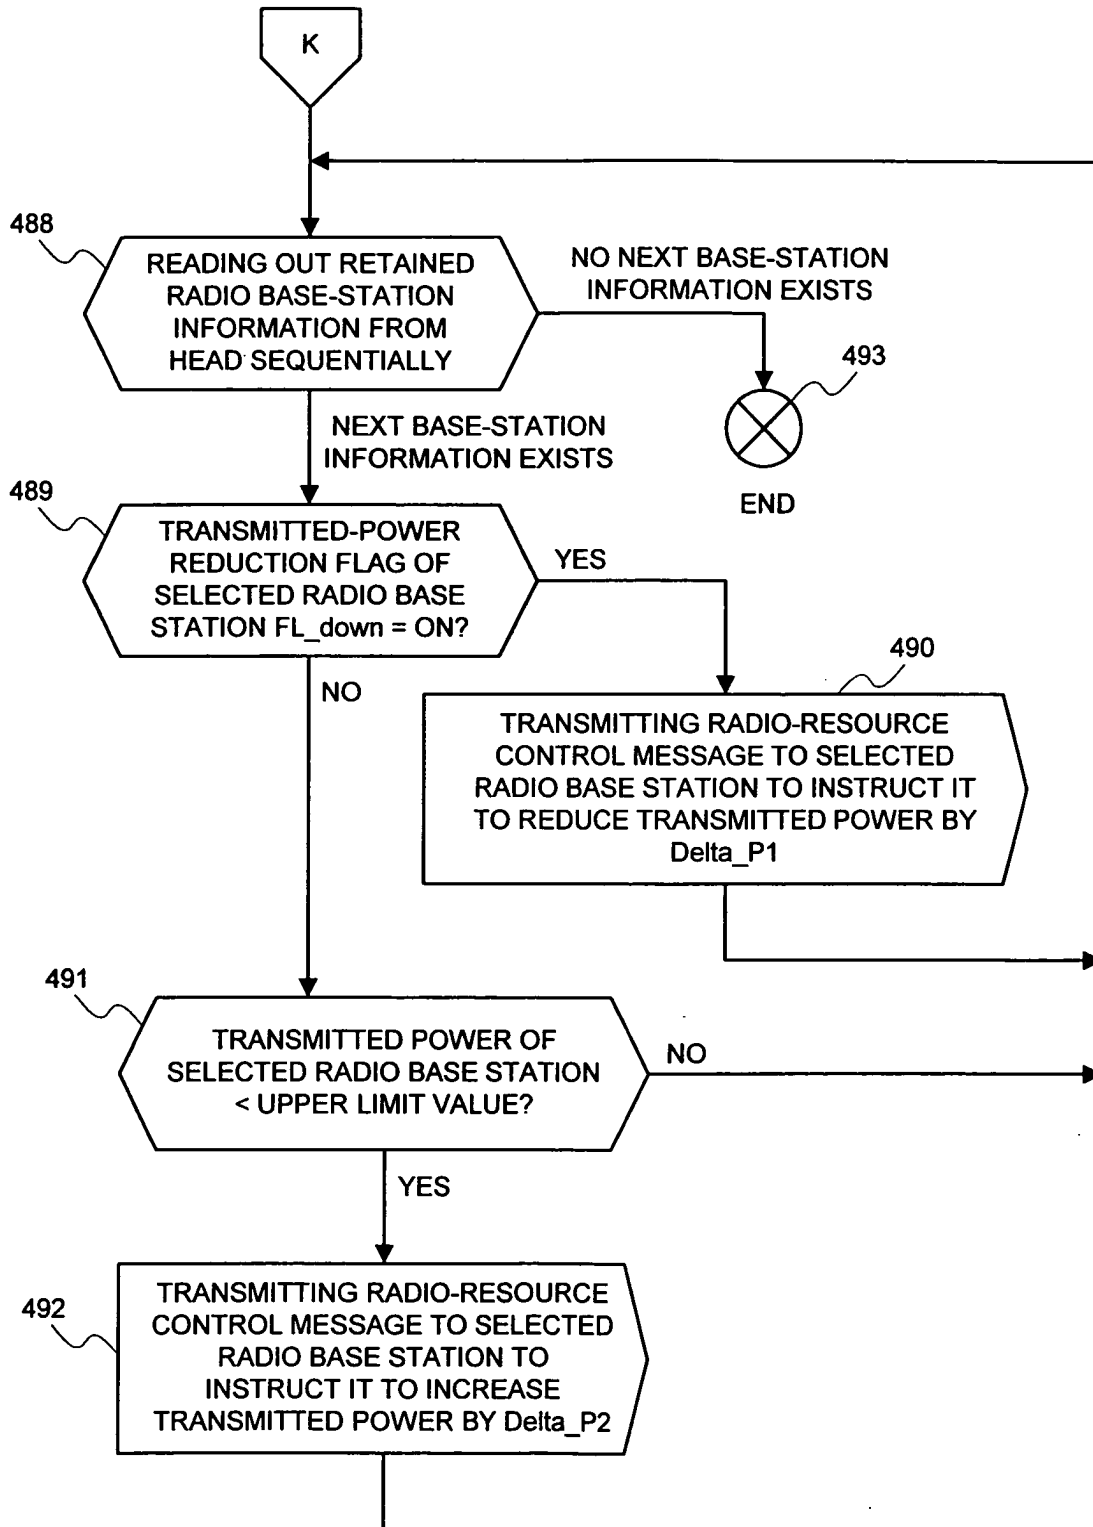 K
488
READING OUT RETAINED
RADIO BASE-STATION
INFORMATION FROM
HEAD SEQUENTIALLY
NO NEXT BASE-STATION
INFORMATION EXISTS
493
END
NEXT BASE-STATION
INFORMATION EXISTS
489
TRANSMITTED-POWER
REDUCTION FLAG OF
SELECTED RADIO BASE
STATION FL_down = ON?
YES
NO
490
TRANSMITTING RADIO-RESOURCE
CONTROL MESSAGE TO SELECTED
RADIO BASE STATION TO INSTRUCT IT
TO REDUCE TRANSMITTED POWER BY
Delta_P1
491
TRANSMITTED POWER OF
SELECTED RADIO BASE STATION
< UPPER LIMIT VALUE?
NO
YES
492
TRANSMITTING RADIO-RESOURCE
CONTROL MESSAGE TO SELECTED
RADIO BASE STATION TO
INSTRUCT IT TO INCREASE
TRANSMITTED POWER BY Delta_P2